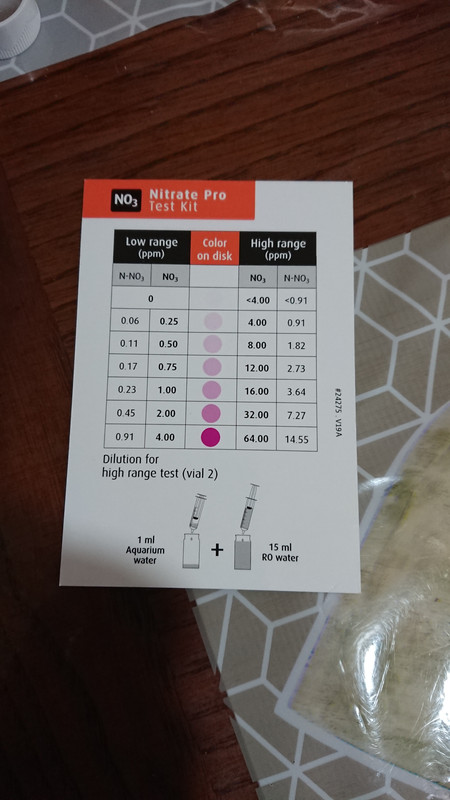 NO3 Nitrate Pro
Test Kit
Low range (ppm) Color on disk High range (ppm)
N-NO3 NO3 NO3 N-NO3
0 <4.00 <0.91
0.06 0.25 4.00 0.91
0.11 0.50 8.00 1.82
0.17 0.75 12.00 2.73
0.23 1.00 16.00 3.64
0.45 2.00 32.00 7.27
0.91 4.00 64.00 14.55
#24275 V19A
Dilution for
high range test (vial 2)
1 ml
Aquarium
water
+
15 ml
RO water